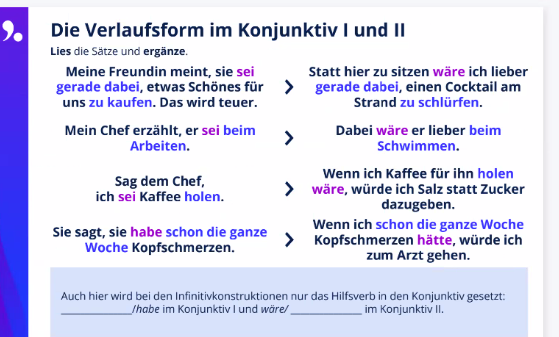 Die Verlaufsform im Konjunktiv I und II
Lies die Sätze und ergänze.
Meine Freundin meint, sie sei
gerade dabei, etwas Schönes für
uns zu kaufen. Das wird teuer.
Statt hier zu sitzen wäre ich lieber
gerade dabei, einen Cocktail am
Strand zu schlürfen.
Mein Chef erzählt, er sei beim
Arbeiten.
Dabei wäre er lieber beim
Schwimmen.
Sag dem Chef,
ich sei Kaffee holen.
Wenn ich Kaffee für ihn holen
wäre, würde ich Salz statt Zucker
dazugeben.
Sie sagt, sie habe schon die ganze
Woche Kopfschmerzen.
Wenn ich schon die ganze Woche
Kopfschmerzen hätte, würde ich
zum Arzt gehen.
Auch hier wird bei den Infinitivkonstruktionen nur das Hilfsverb in den Konjunktiv gesetzt:
______________/habe im Konjunktiv I und wäre/ ______________ im Konjunktiv II.